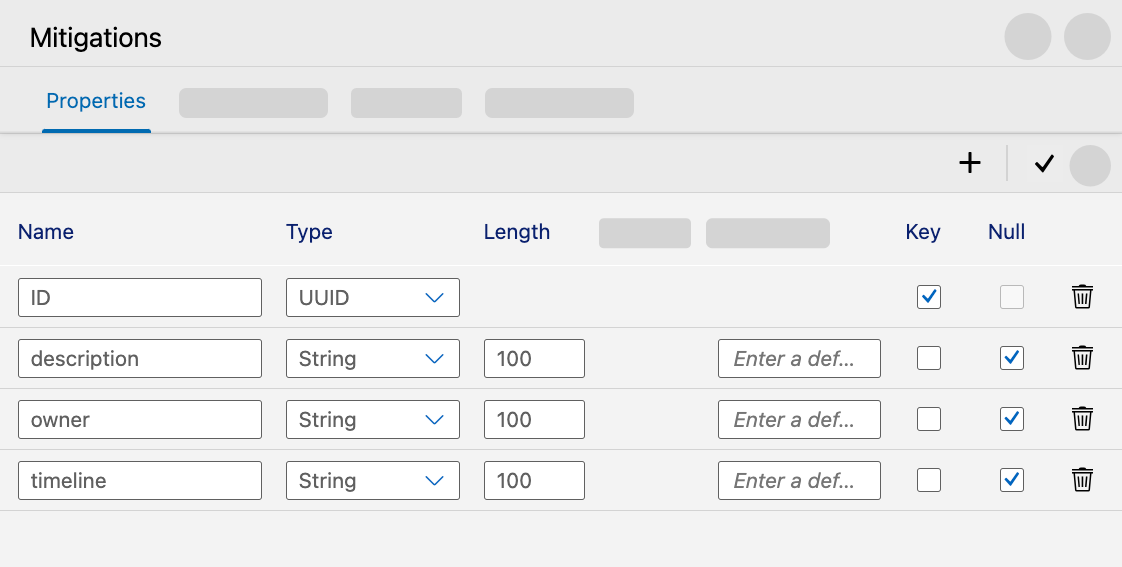 Mitigations
Properties
Name Type Length Key Null
ID UUID
description String 100 Enter a def...
owner String 100 Enter a def...
timeline String 100 Enter a def...